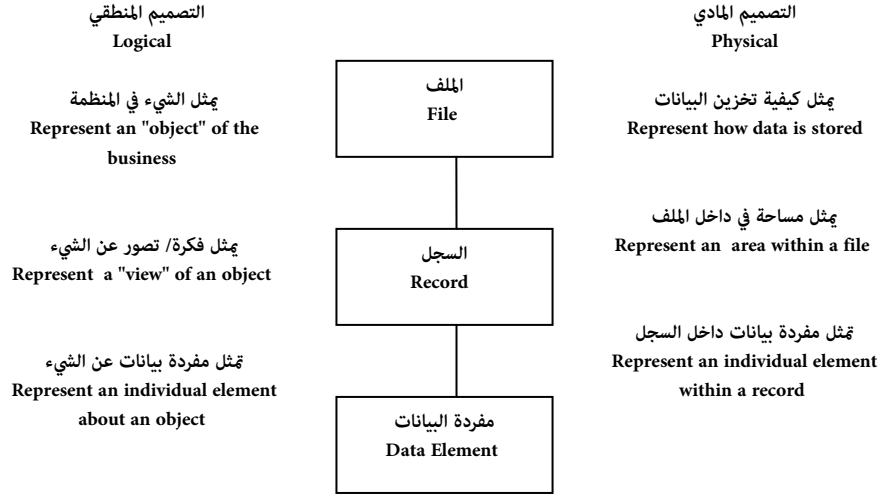 التصميم المنطقي
Logical
التصميم المادي
Physical
الملف
File
يمثل الشيء في المنظمة
Represent an "object" of the
business
يمثل كيفية تخزين البيانات
Represent how data is stored
السجل
Record
يمثل فكرة/ تصور عن الشيء
Represent a "view" of an object
يمثل مساحة في داخل الملف
Represent an area within a file
مفردة البيانات
Data Element
تمثل مفردة بيانات عن الشيء
Represent an individual element
about an object
تمثل مفردة بيانات داخل السجل
Represent an individual element
within a record